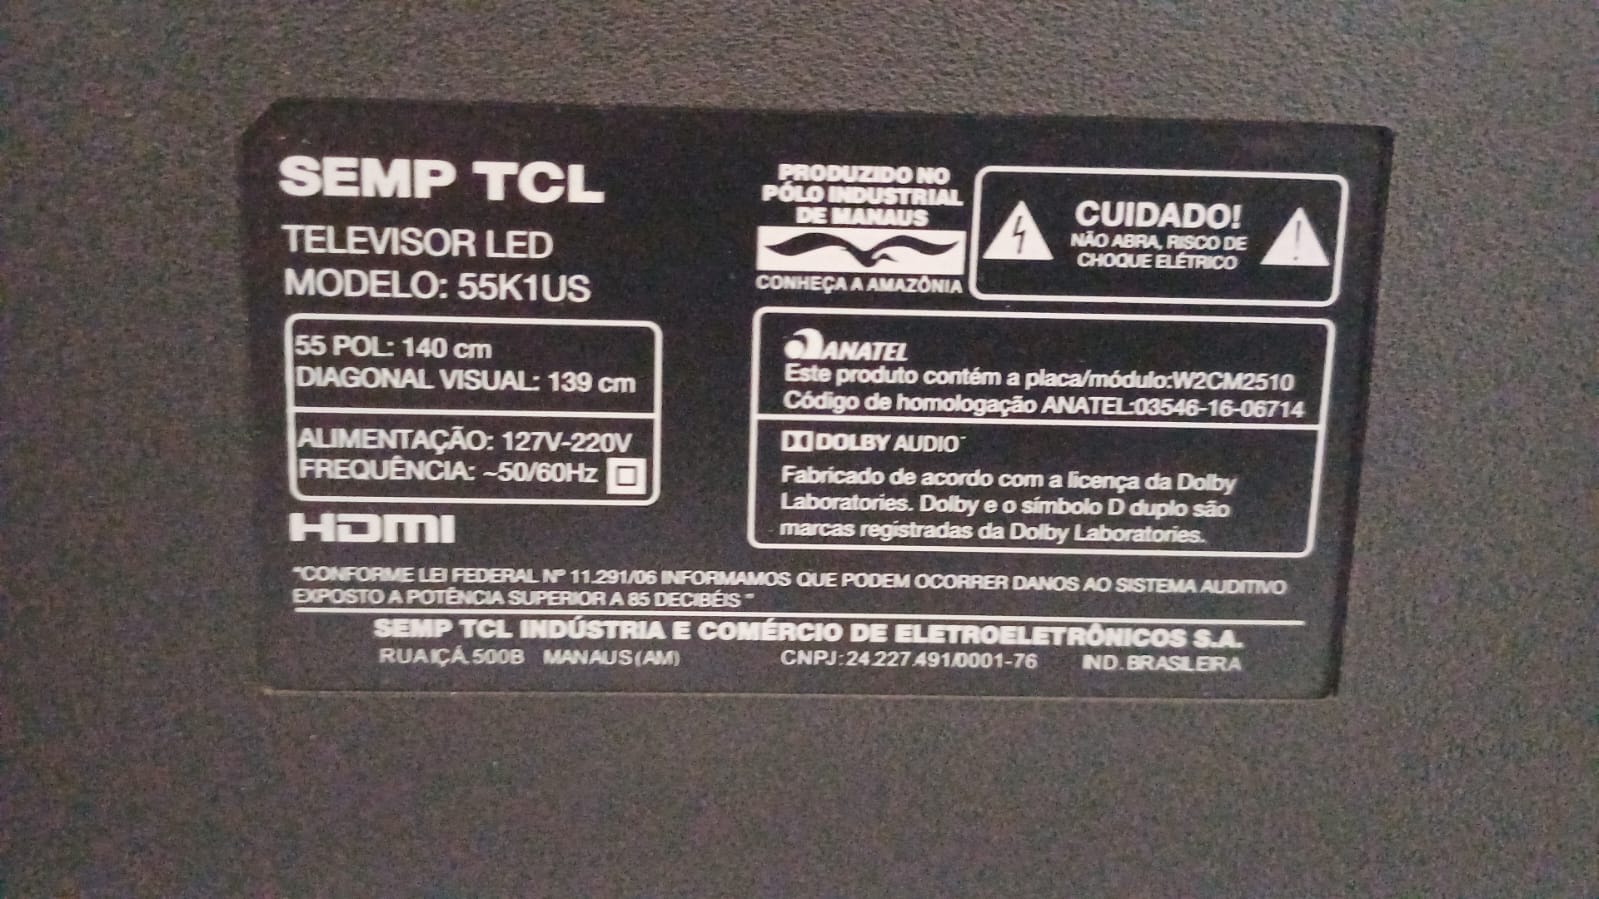 SEMP TCL
TELEVISOR LED
MODELO: 55K1US
55 POL: 140 cm
DIAGONAL VISUAL: 139 cm
ALIMENTAÇÃO: 127V-220V
FREQUÊNCIA: ~50/60Hz
HDMI
PRODUZIDO NO
PÓLO INDUSTRIAL
DE MANAUS
CONHEÇA A AMAZÔNIA
CUIDADO!
NÃO ABRA, RISCO DE
CHOQUE ELÉTRICO
ANATEL
Este produto contém a placa/módulo:W2CM2510
Código de homologação ANATEL:03546-16-06714
DOLBY AUDIO™
Fabricado de acordo com a licença da Dolby
Laboratories. Dolby e o símbolo D duplo são
marcas registradas da Dolby Laboratories.
"CONFORME LEI FEDERAL Nº 11.291/06 INFORMAMOS QUE PODEM OCORRER DANOS AO SISTEMA AUDITIVO
EXPOSTO A POTÊNCIA SUPERIOR A 85 DECIBÉIS "
SEMP TCL INDÚSTRIA E COMÉRCIO DE ELETROELETRÔNICOS S.A.
RUA IÇÁ. 500B MANAUS (AM) CNPJ: 24.227.491/0001-76 IND. BRASILEIRA